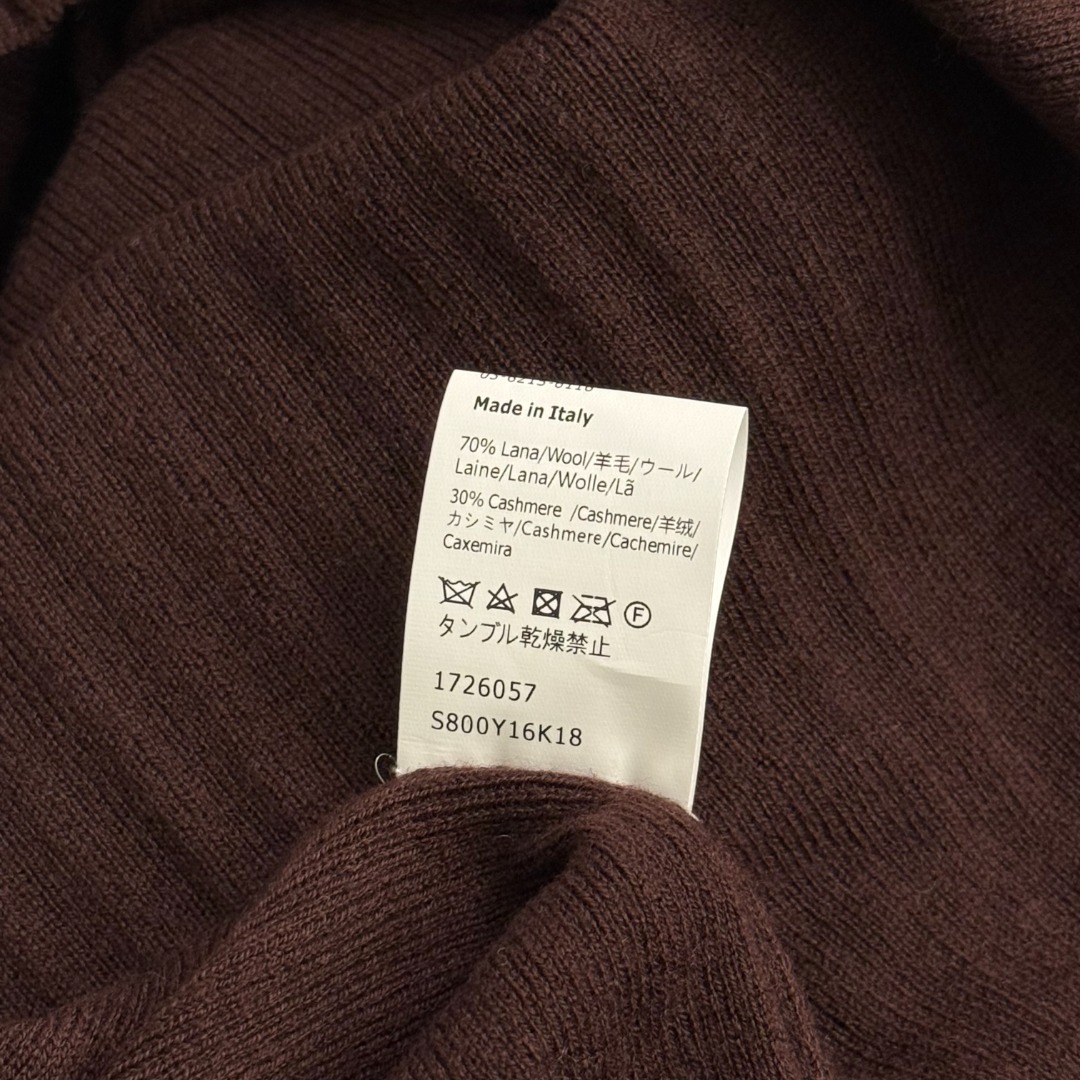 Made in Italy
70% Lana/Wool/羊毛/ウール/
Laine/Lana/Wolle/Lã
30% Cashmere /Cashmere/羊绒/
カシミヤ/Cashmere/Cachemire/
Caxemira
F
タンブル乾燥禁止
1726057
S800Y16K18